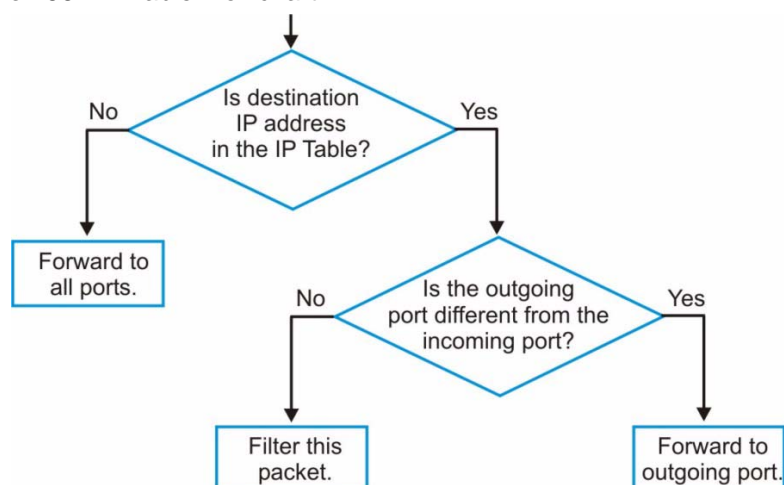 Is destination
IP address
in the IP Table?
No
Yes
Forward to
all ports.
Is the outgoing
port different from the
incoming port?
No
Yes
Filter this
packet.
Forward to
outgoing port.